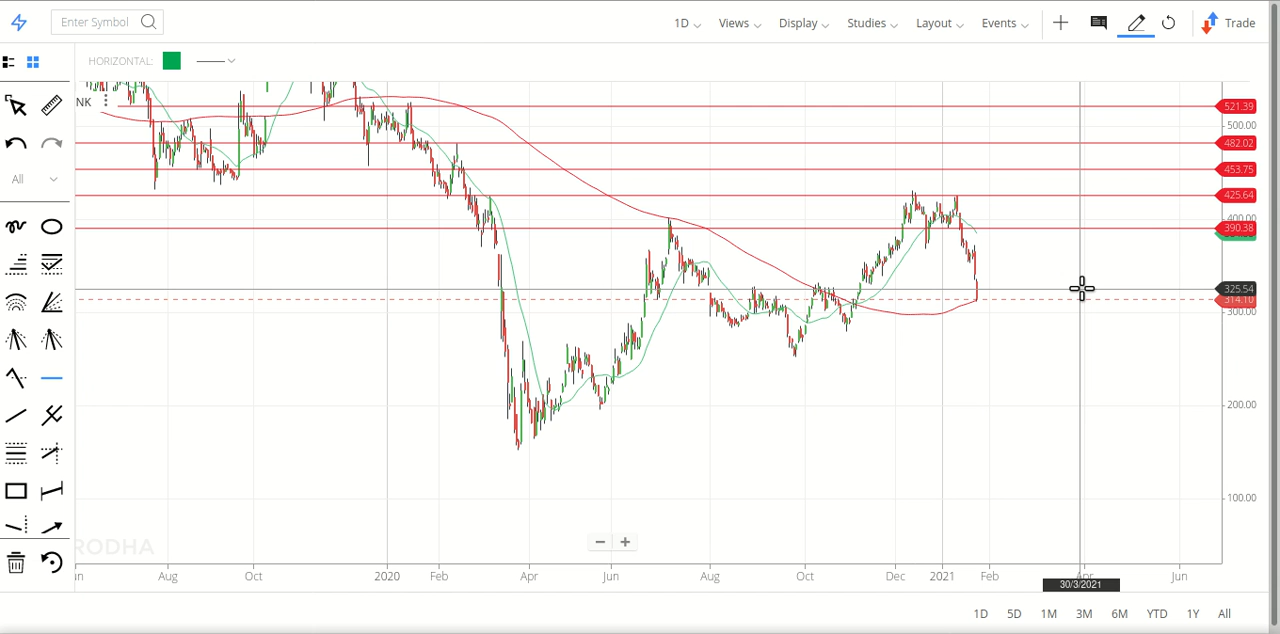 Enter Symbol
1D Views Display Studies Layout Events Trade
HORIZONTAL:
NK
All
521.39
500.00
482.02
453.75
425.64
400.00
390.38
325.54
314.10
300.00
200.00
100.00
RODHA
Aug Oct 2020 Feb Apr Jun Aug Oct Dec 2021 Feb Apr Jun
30/3/2021
1D 5D 1M 3M 6M YTD 1Y All